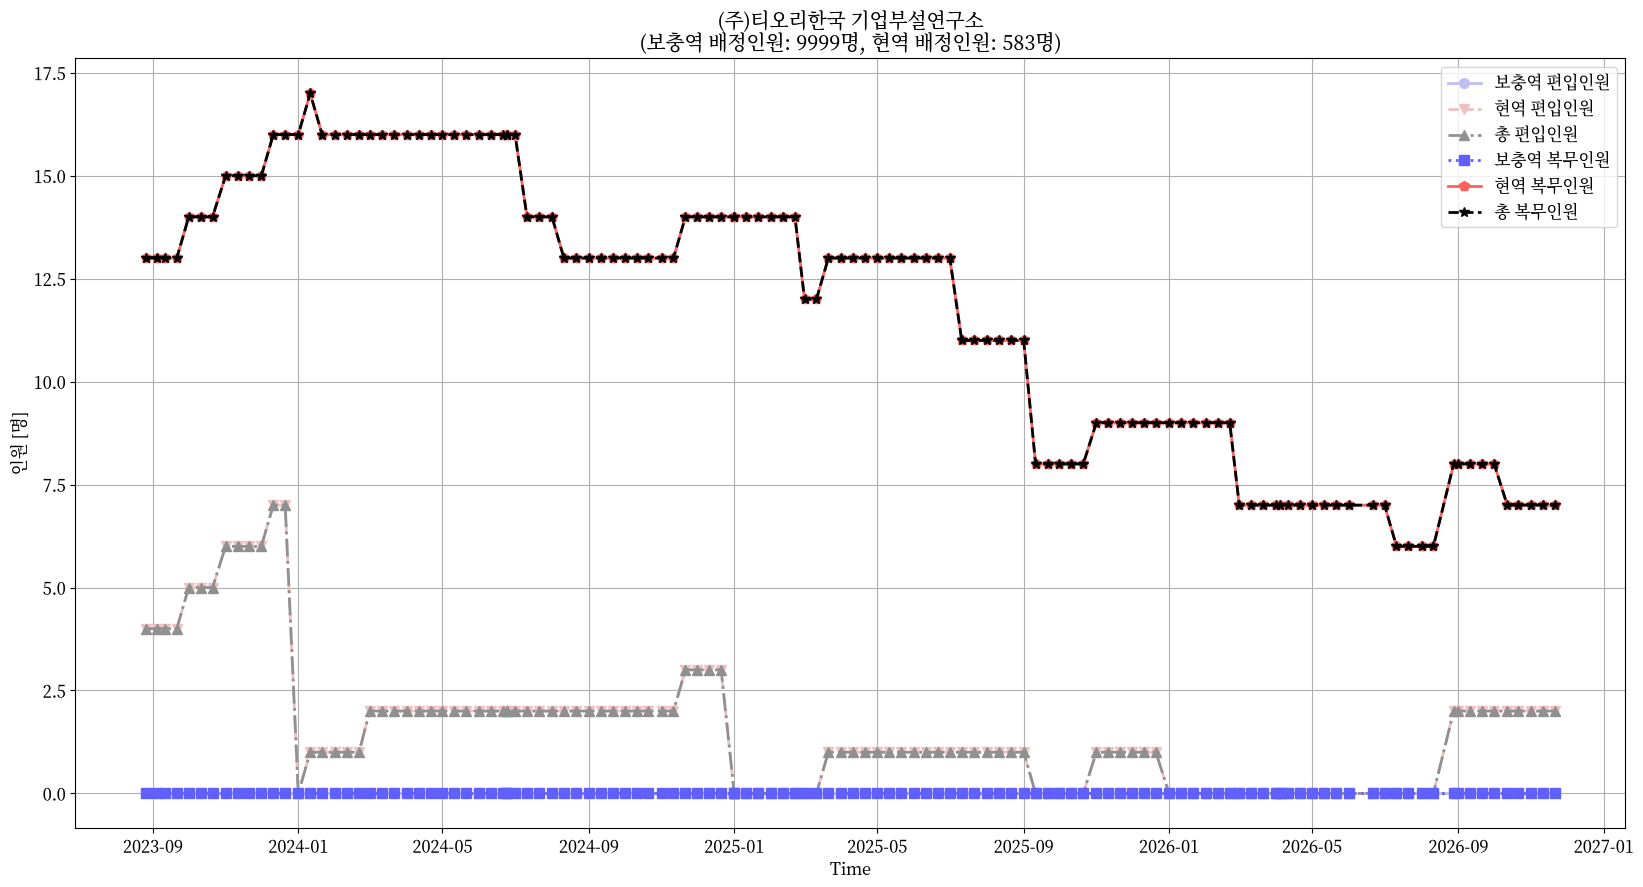 (주)티오리한국 기업부설연구소
(보충역 배정인원: 9999명, 현역 배정인원: 583명)
17.5
15.0
12.5
10.0
7.5
5.0
2.5
0.0
인원 [명]
보충역 편입인원
현역 편입인원
총 편입인원
보충역 복무인원
현역 복무인원
총 복무인원
2023-09
2024-01
2024-05
2024-09
2025-01
2025-05
2025-09
2026-01
2026-05
2026-09
2027-01
Time